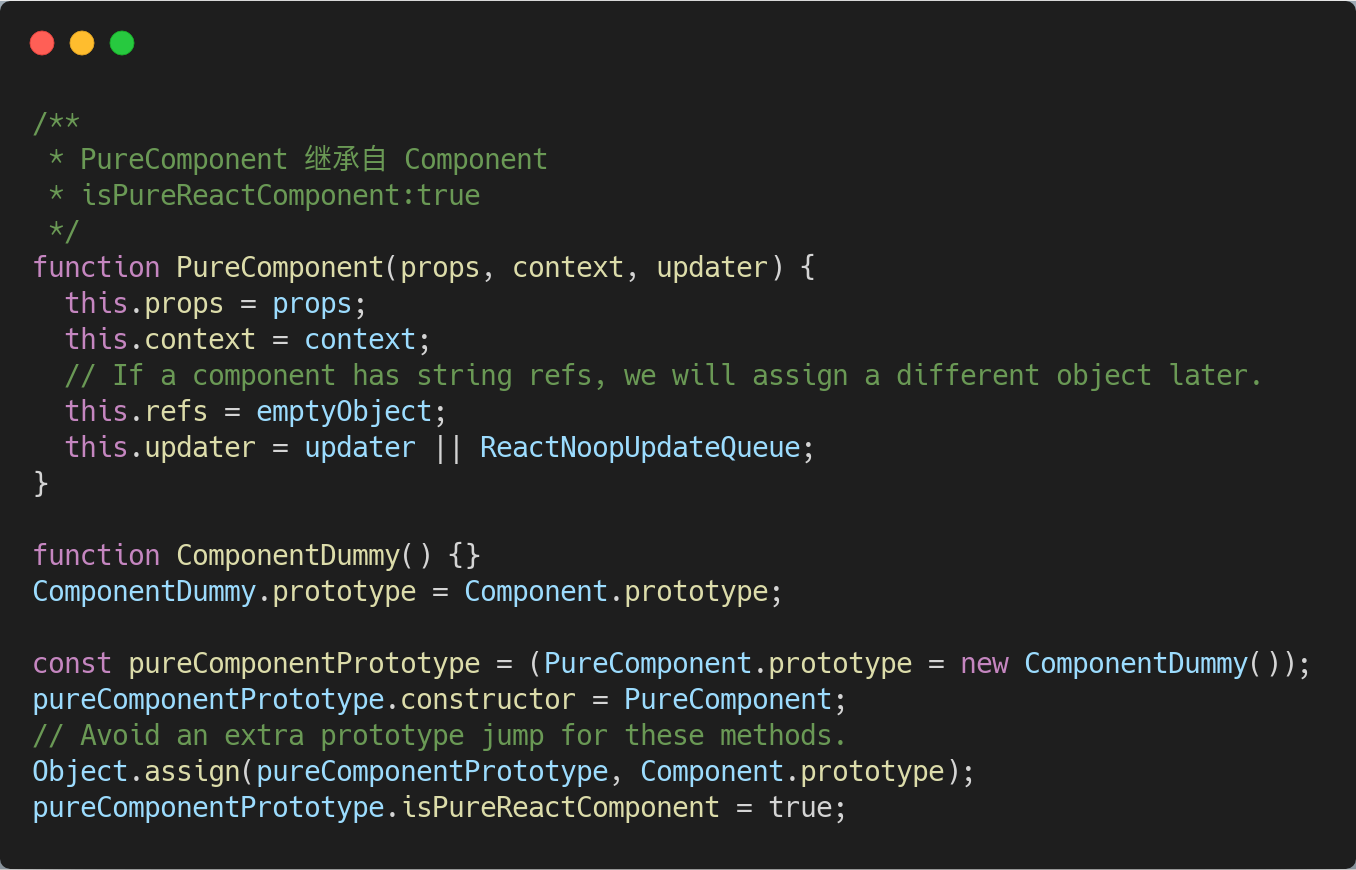 /**
 * PureComponent 继承自 Component
 * isPureReactComponent:true
 */
function PureComponent(props, context, updater) {
  this.props = props;
  this.context = context;
  // If a component has string refs, we will assign a different object later.
  this.refs = emptyObject;
  this.updater = updater || ReactNoopUpdateQueue;
}

function ComponentDummy() {}
ComponentDummy.prototype = Component.prototype;

const pureComponentPrototype = (PureComponent.prototype = new ComponentDummy());
pureComponentPrototype.constructor = PureComponent;
// Avoid an extra prototype jump for these methods.
Object.assign(pureComponentPrototype, Component.prototype);
pureComponentPrototype.isPureReactComponent = true;